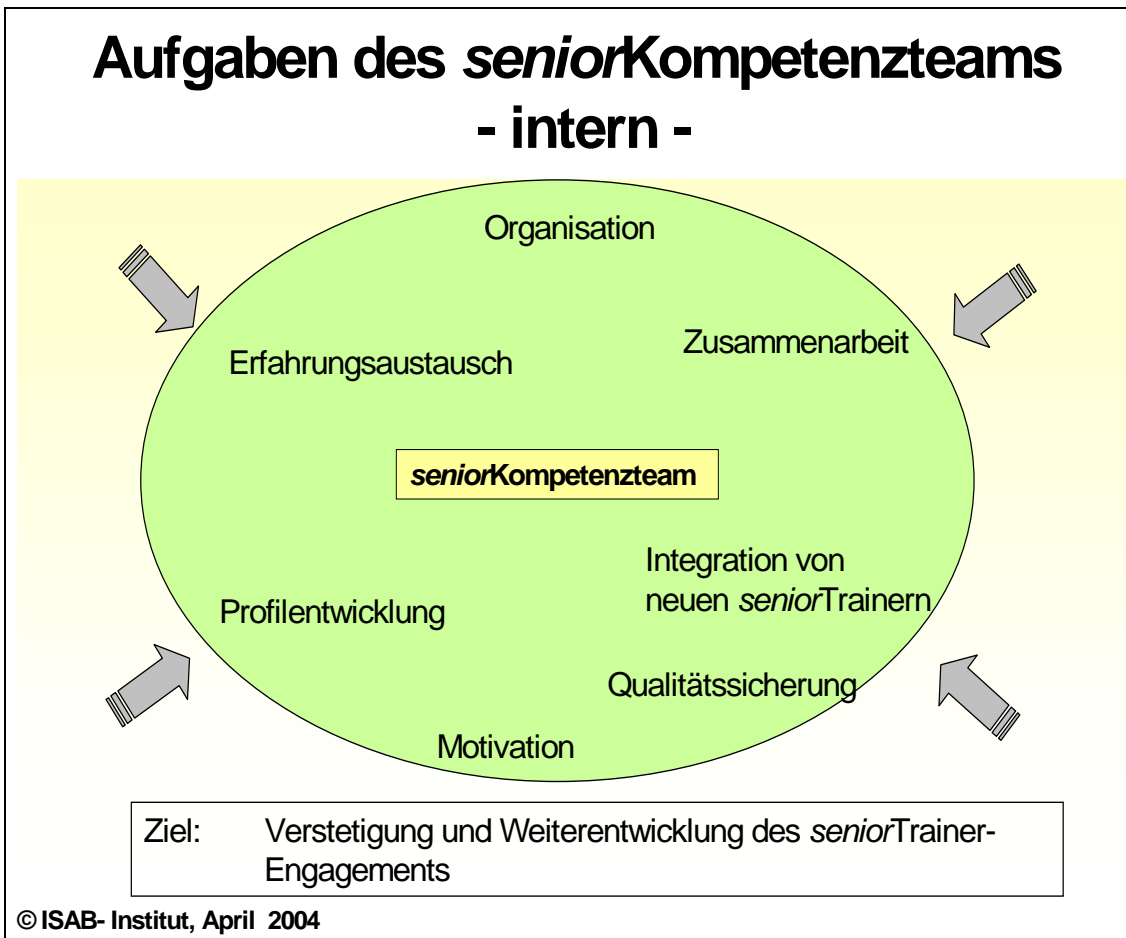 Aufgaben des seniorKompetenzteams
- intern -
Organisation
Zusammenarbeit
Erfahrungsaustausch
seniorKompetenzteam
Integration von
neuen seniorTrainern
Profilentwicklung
Qualitätssicherung
Motivation
Ziel: Verstetigung und Weiterentwicklung des seniorTrainer-
Engagements
© ISAB- Institut, April 2004